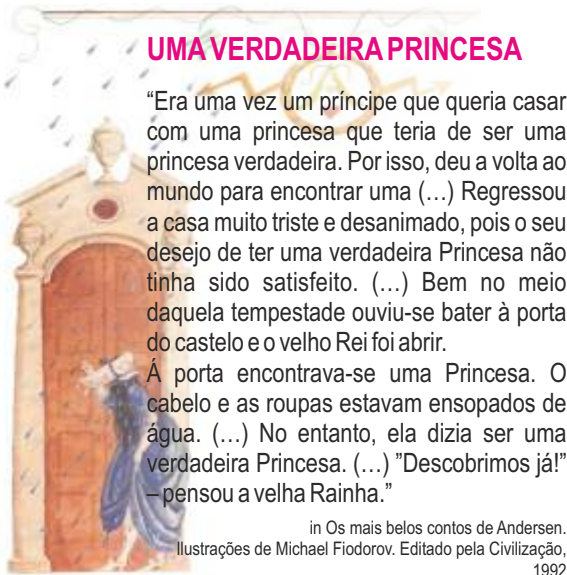 UMA VERDADEIRA PRINCESA
“Era uma vez um príncipe que queria casar
com uma princesa que teria de ser uma
princesa verdadeira. Por isso, deu a volta ao
mundo para encontrar uma (…) Regressou
a casa muito triste e desanimado, pois o seu
desejo de ter uma verdadeira Princesa não
tinha sido satisfeito. (…) Bem no meio
daquela tempestade ouviu-se bater à porta
do castelo e o velho Rei foi abrir.
Á porta encontrava-se uma Princesa. O
cabelo e as roupas estavam ensopados de
água. (…) No entanto, ela dizia ser uma
verdadeira Princesa. (…) ”Descobrimos já!”
– pensou a velha Rainha.”
in Os mais belos contos de Andersen.
Ilustrações de Michael Fiodorov. Editado pela Civilização,
1992